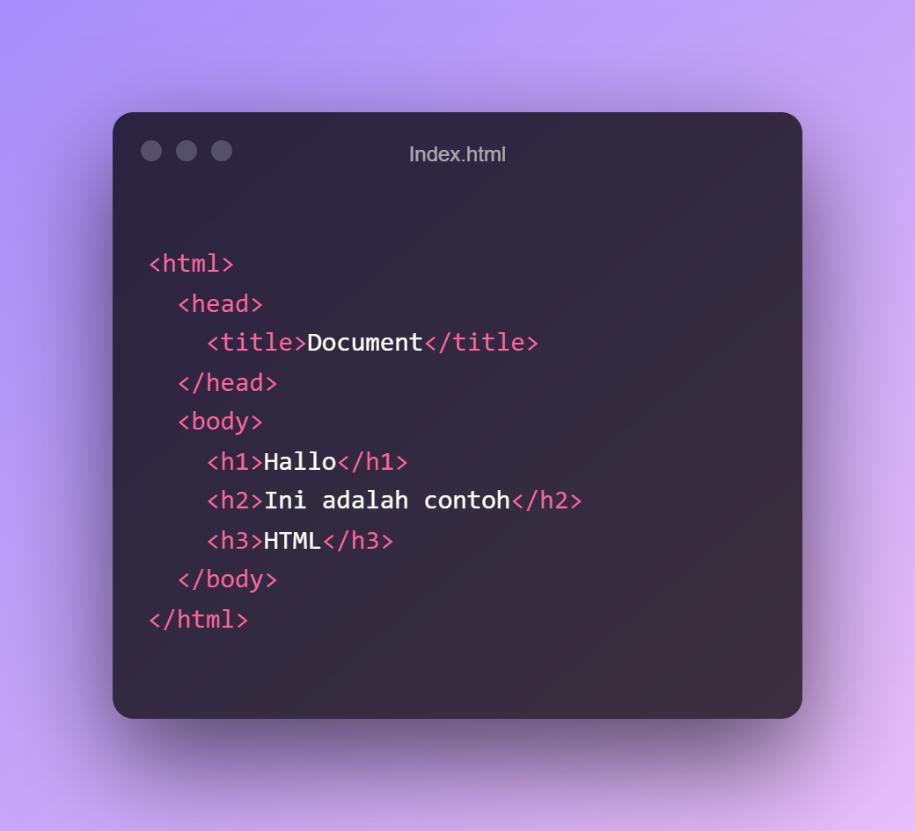 Index.html
<html>
  <head>
    <title>Document</title>
  </head>
  <body>
    <h1>Hallo</h1>
    <h2>Ini adalah contoh</h2>
    <h3>HTML</h3>
  </body>
</html>